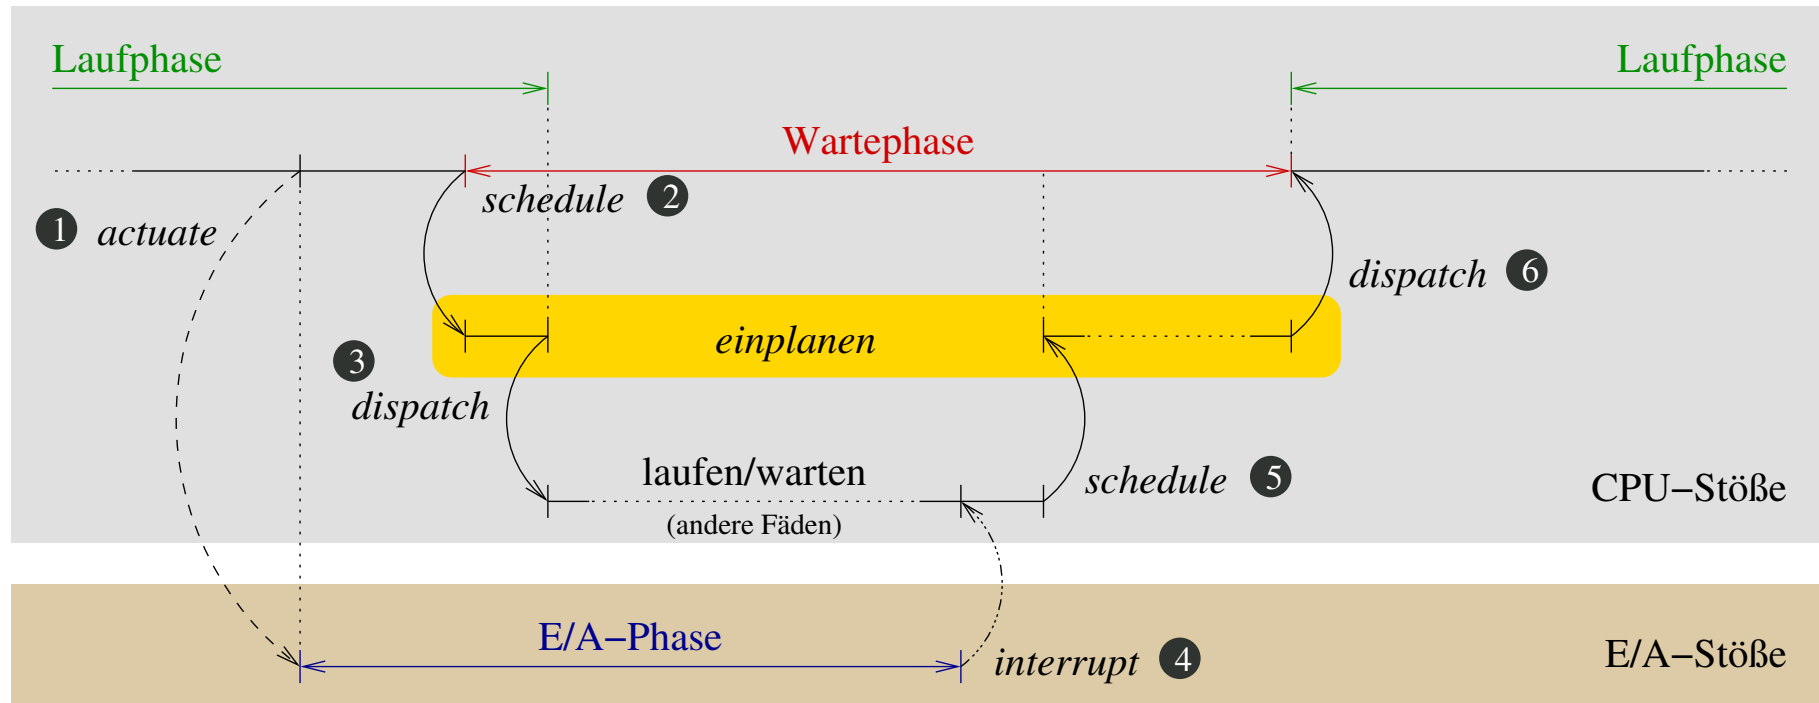 Laufphase
Laufphase
Wartephase
schedule 2
1 actuate
dispatch 6
einplanen
3
dispatch
laufen/warten
schedule 5
CPU–Stöße
(andere Fäden)
E/A–Phase
interrupt 4
E/A–Stöße